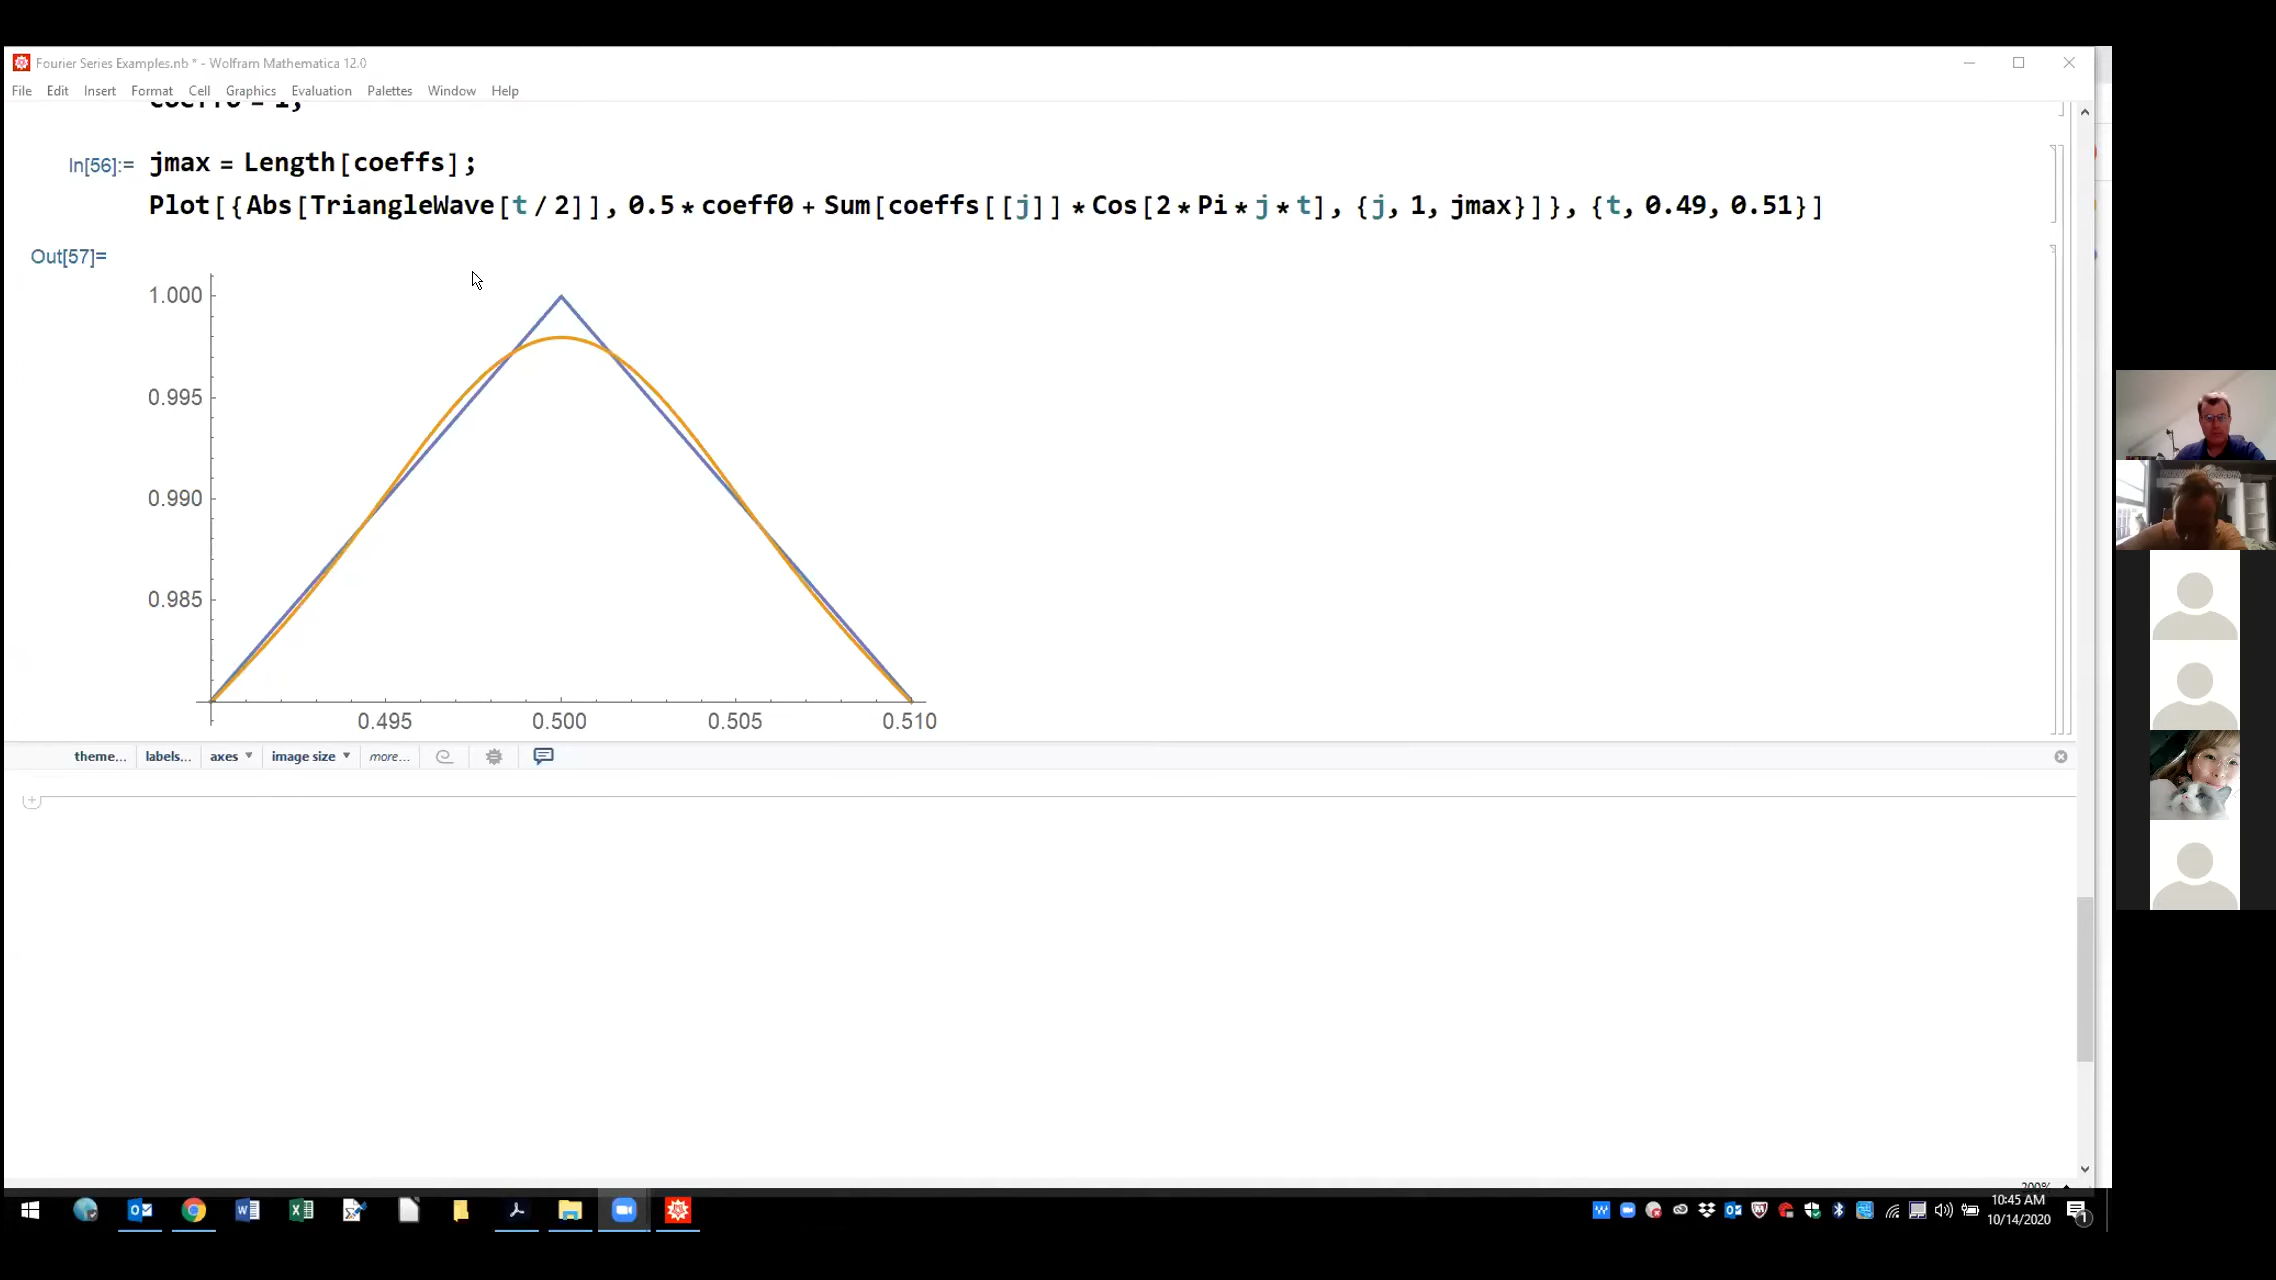 Fourier Series Examples.nb * - Wolfram Mathematica 12.0
File Edit Insert Format Cell Graphics Evaluation Palettes Window Help
coeff0 = 1;
In[56]:= jmax = Length[coeffs];
Plot[{Abs[TriangleWave[t / 2]], 0.5 * coeff0 + Sum[coeffs[[j]] * Cos[2 * Pi * j * t], {j, 1, jmax}]}, {t, 0.49, 0.51}]
Out[57]=
1.000
0.995
0.990
0.985
0.495 0.500 0.505 0.510
theme... labels... axes image size more...
200%
10:45 AM
10/14/2020